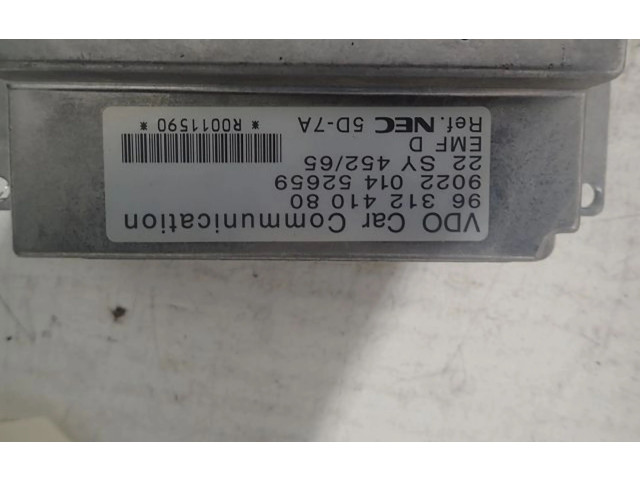 VDO Car Communication
96 312 410 80
9022 014 52659
22 SY 452/65
EMF D
Ref. NEC 5D-7A
* R0011590 *